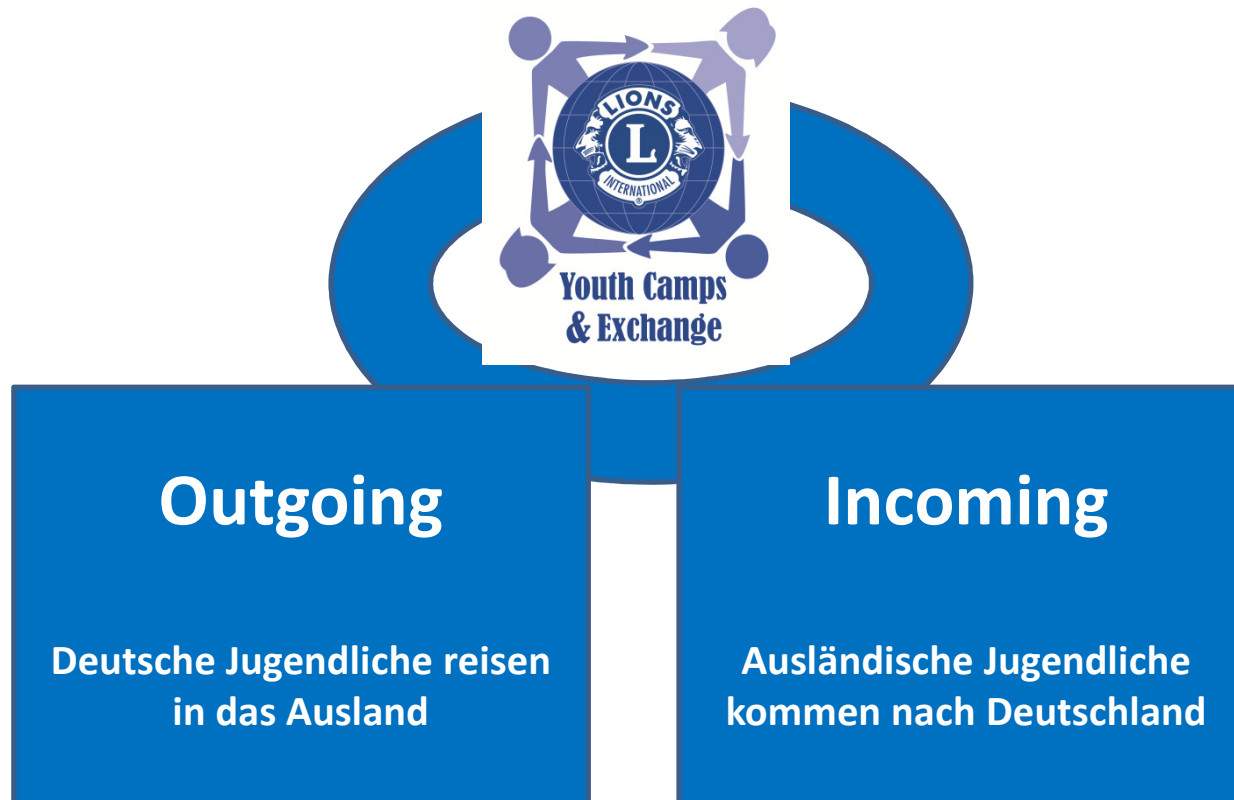 LIONS
L
INTERNATIONAL
®
Youth Camps
& Exchange
Outgoing
Deutsche Jugendliche reisen
in das Ausland
Incoming
Ausländische Jugendliche
kommen nach Deutschland